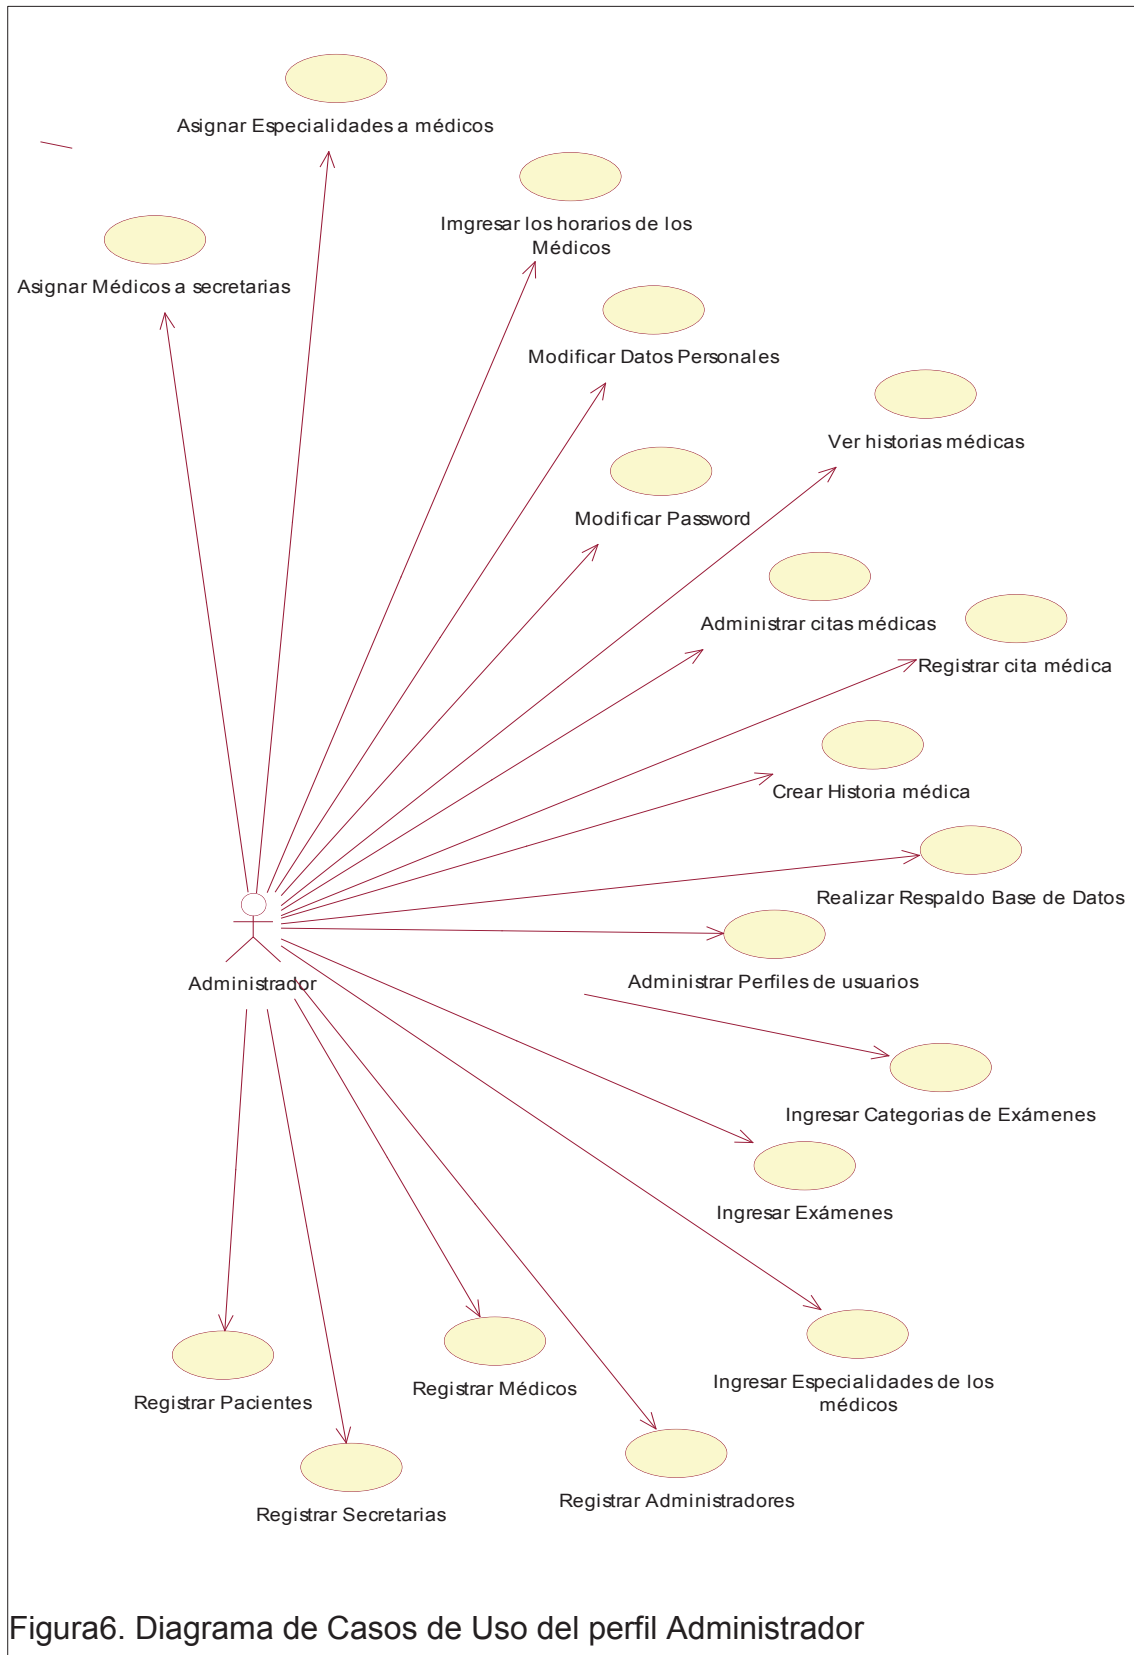 Asignar Especialidades a médicos
Imgresar los horarios de los
Médicos
Asignar Médicos a secretarias
Modificar Datos Personales
Ver historias médicas
Modificar Password
Administrar citas médicas
Registrar cita médica
Crear Historia médica
Realizar Respaldo Base de Datos
Administrar Perfiles de usuarios
Administrador
Ingresar Categorias de Exámenes
Ingresar Exámenes
Ingresar Especialidades de los
médicos
Registrar Médicos
Registrar Pacientes
Registrar Administradores
Registrar Secretarias
Figura6. Diagrama de Casos de Uso del perfil Administrador